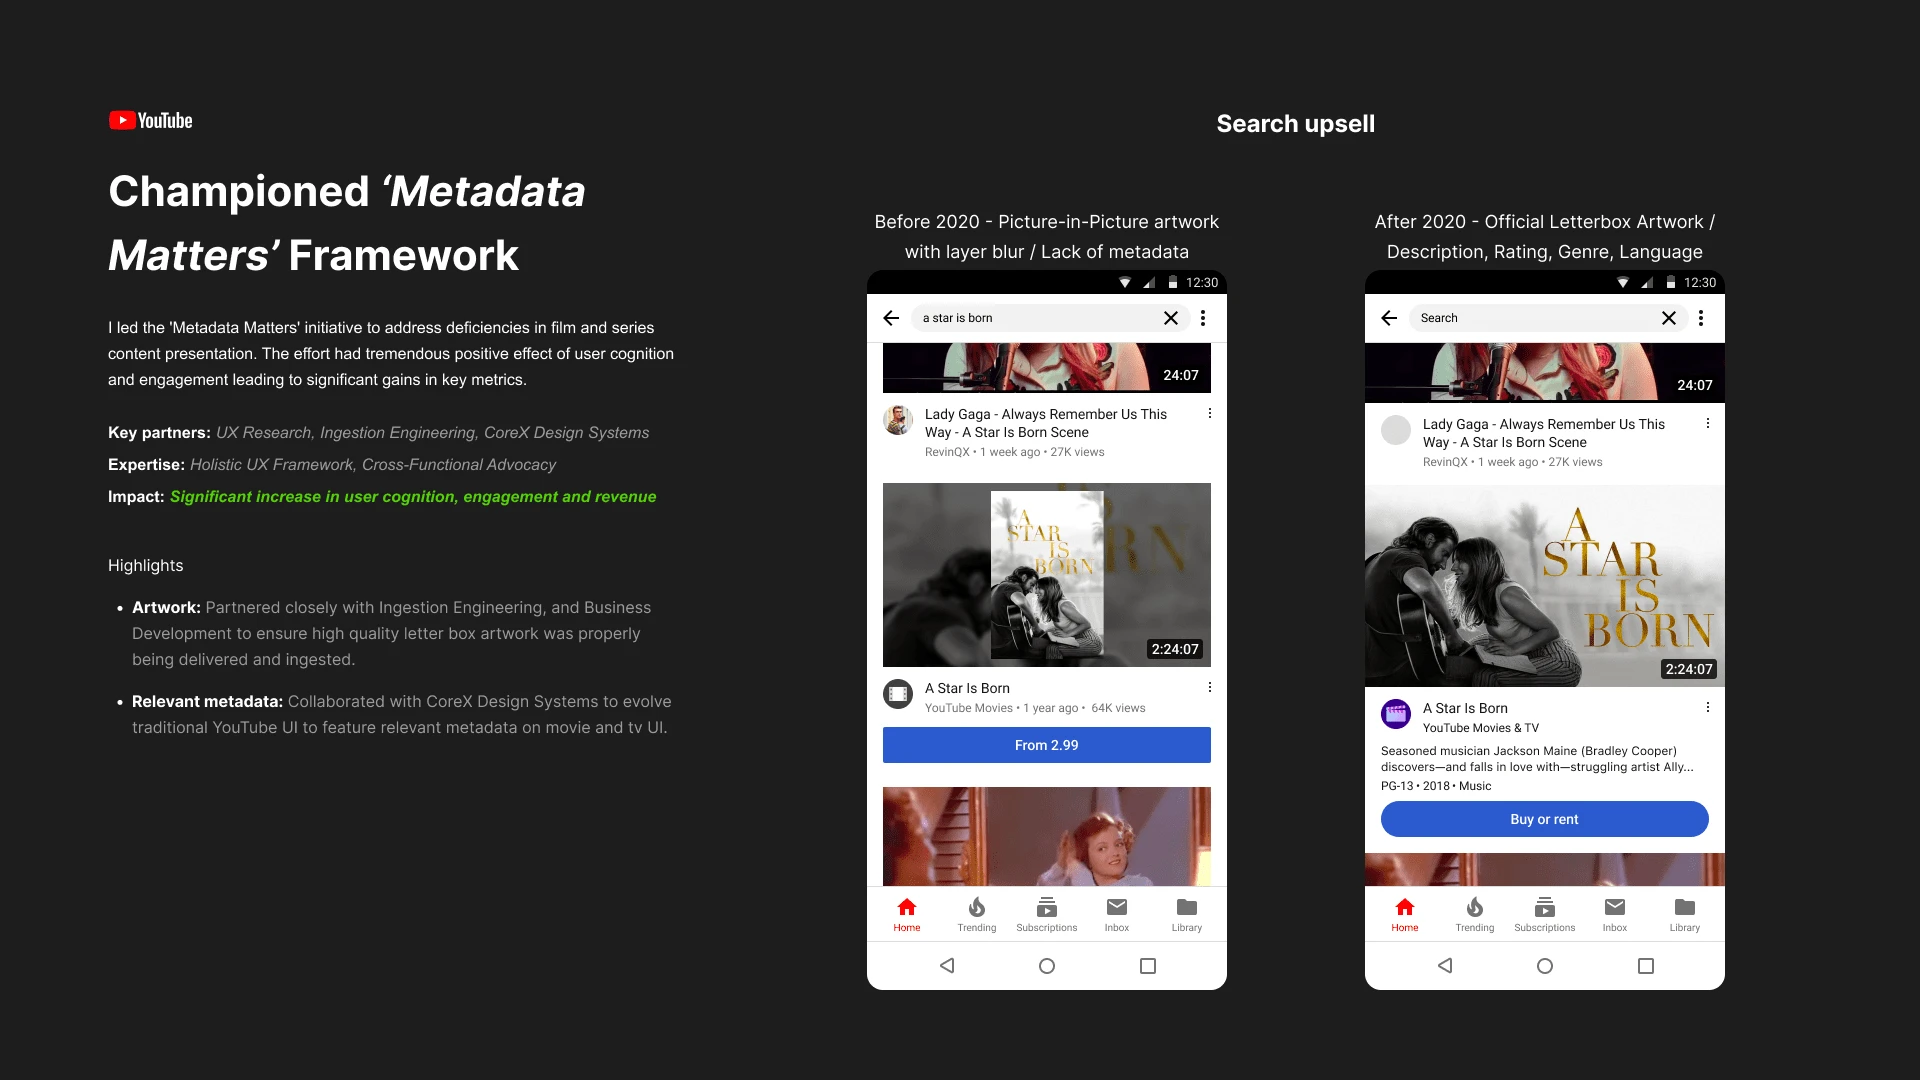 YouTube
Championed ‘Metadata
Matters’ Framework
I led the 'Metadata Matters' initiative to address deficiencies in film and series
content presentation. The effort had tremendous positive effect of user cognition
and engagement leading to significant gains in key metrics.
Key partners: UX Research, Ingestion Engineering, CoreX Design Systems
Expertise: Holistic UX Framework, Cross-Functional Advocacy
Impact: Significant increase in user cognition, engagement and revenue
Highlights
• Artwork: Partnered closely with Ingestion Engineering, and Business
Development to ensure high quality letter box artwork was properly
being delivered and ingested.
• Relevant metadata: Collaborated with CoreX Design Systems to evolve
traditional YouTube UI to feature relevant metadata on movie and tv UI.
Search upsell
Before 2020 - Picture-in-Picture artwork
with layer blur / Lack of metadata
12:30
a star is born
24:07
Lady Gaga - Always Remember Us This
Way - A Star Is Born Scene
RevinQX • 1 week ago • 27K views
A
STAR
IS
BORN
RN
2:24:07
A Star Is Born
YouTube Movies • 1 year ago • 64K views
From 2.99
Home
Trending
Subscriptions
Inbox
Library
After 2020 - Official Letterbox Artwork /
Description, Rating, Genre, Language
12:30
Search
24:07
Lady Gaga - Always Remember Us This
Way - A Star Is Born Scene
RevinQX • 1 week ago • 27K views
A
STAR
IS
BORN
2:24:07
A Star Is Born
YouTube Movies & TV
Seasoned musician Jackson Maine (Bradley Cooper)
discovers—and falls in love with—struggling artist Ally...
PG-13 • 2018 • Music
Buy or rent
Home
Trending
Subscriptions
Inbox
Library